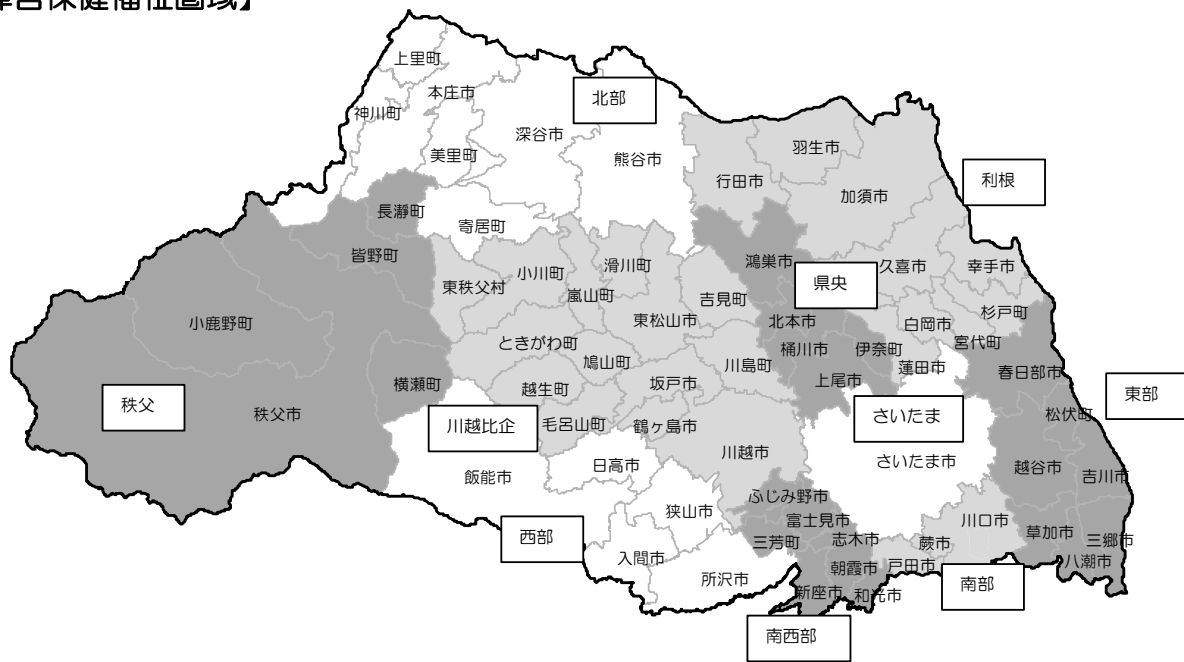 障害保健福祉圏域】
上里町
本庄市
北部
神川町
深谷市
美里町
熊谷市
羽生市
行田市
利根
加須市
長瀞町
寄居町
皆野町
鴻巣市
久喜市
幸手市
小川町
滑川町
東秩父村
嵐山町
吉見町
県央
杉戸町
小鹿野町
東松山市
北本市
白岡市
ときがわ町
桶川市
伊奈町
宮代町
鳩山町
川島町
蓮田市
春日部市
横瀬町
越生町
坂戸市
上尾市
東部
秩父
秩父市
川越比企
毛呂山町
鶴ヶ島市
さいたま
松伏町
川越市
さいたま市
日高市
越谷市
吉川市
飯能市
ふじみ野市
狭山市
富士見市
川口市
西部
三芳町
志木市
蕨市
草加市
三郷市
入間市
朝霞市
戸田市
八潮市
所沢市
新座市
和光市
南部
南西部